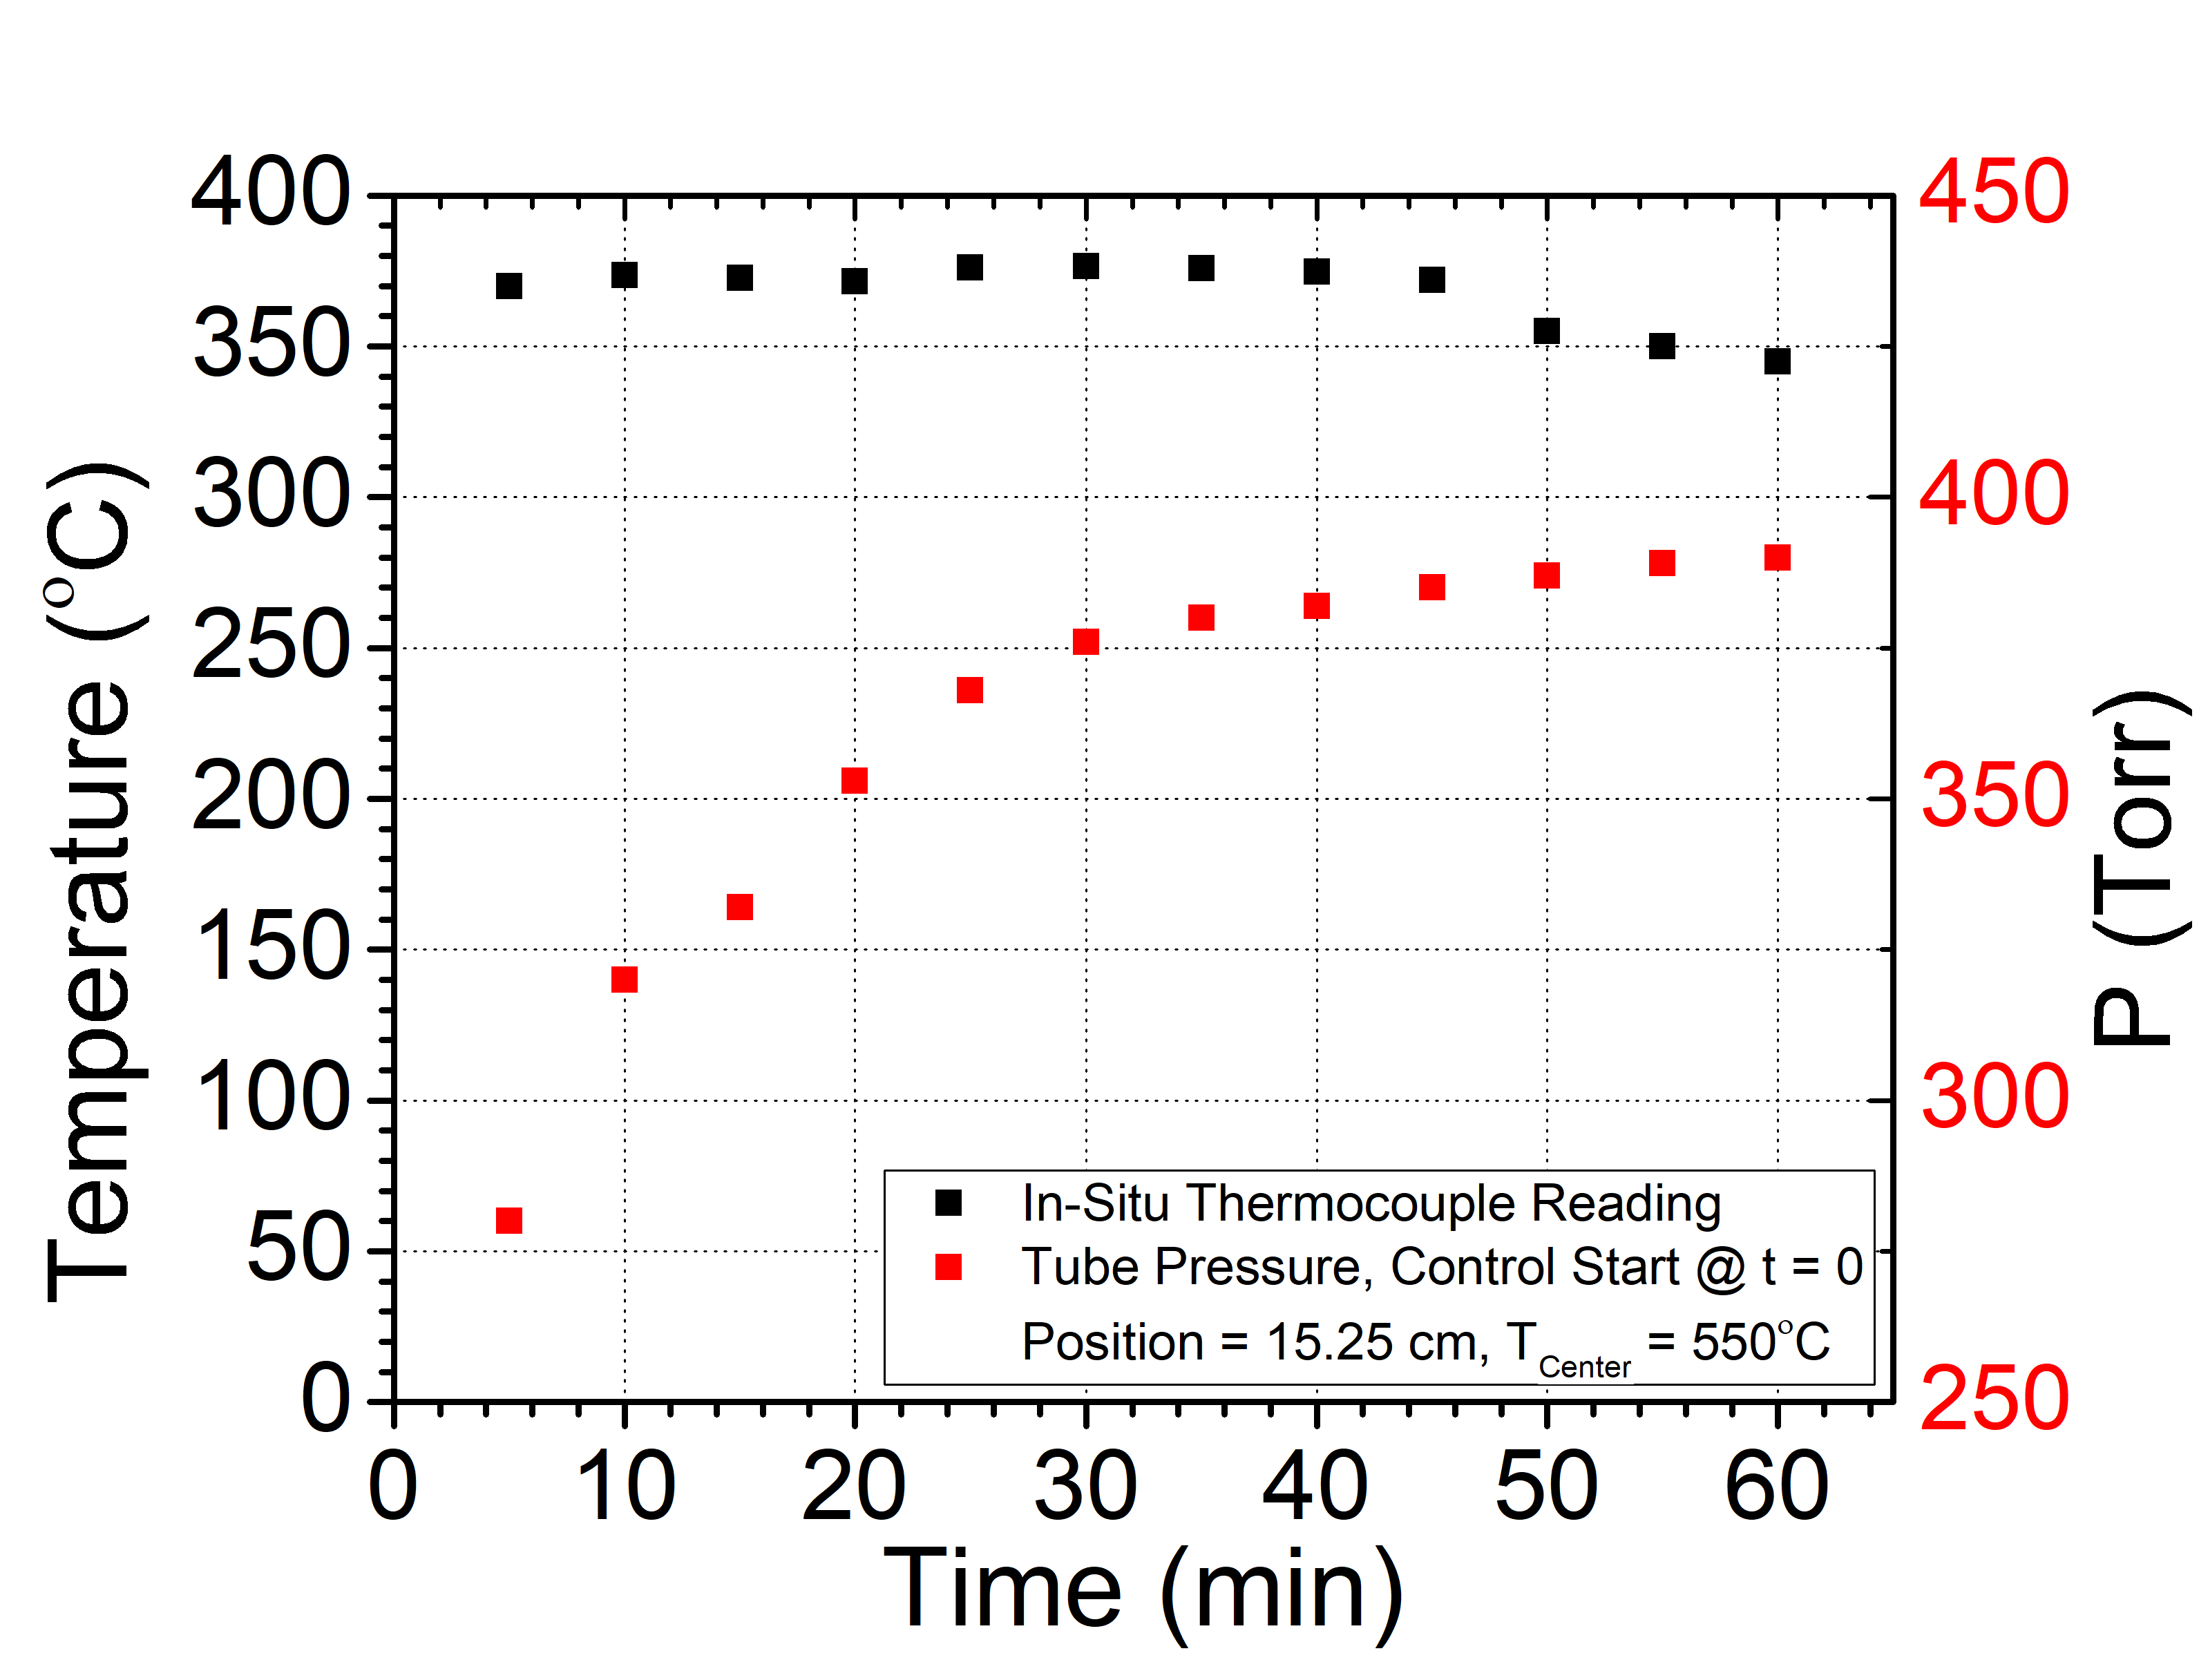 400
350
300
250
200
150
100
50
0
Temperature (°C)
450
400
350
300
250
P (Torr)
In-Situ Thermocouple Reading
Tube Pressure, Control Start @ t = 0
Position = 15.25 cm, TCenter = 550°C
0 10 20 30 40 50 60
Time (min)